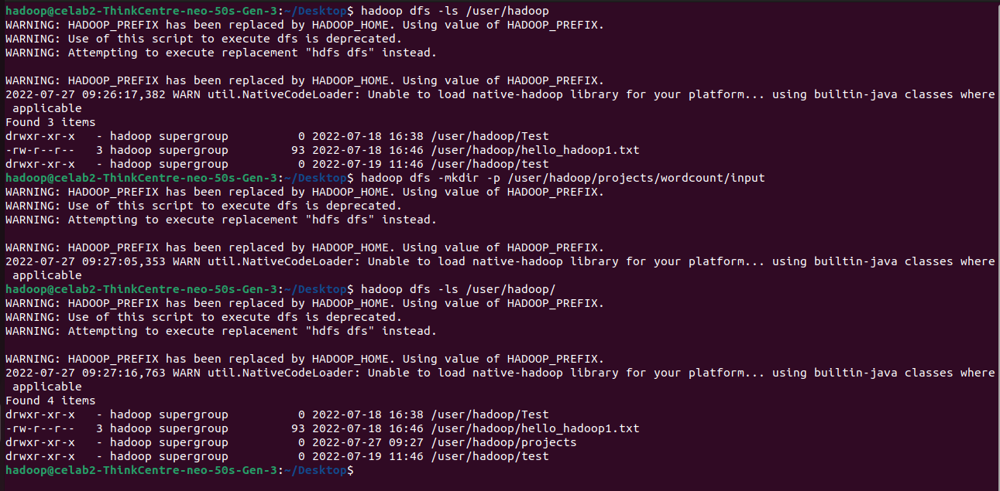 hadoop@celab2-ThinkCentre-neo-50s-Gen-3:~/Desktop$ hadoop dfs -ls /user/hadoop
WARNING: HADOOP_PREFIX has been replaced by HADOOP_HOME. Using value of HADOOP_PREFIX.
WARNING: Use of this script to execute dfs is deprecated.
WARNING: Attempting to execute replacement "hdfs dfs" instead.

WARNING: HADOOP_PREFIX has been replaced by HADOOP_HOME. Using value of HADOOP_PREFIX.
2022-07-27 09:26:17,382 WARN util.NativeCodeLoader: Unable to load native-hadoop library for your platform... using builtin-java classes where
 applicable
Found 3 items
drwxr-xr-x   - hadoop supergroup          0 2022-07-18 16:38 /user/hadoop/Test
-rw-r--r--   3 hadoop supergroup         93 2022-07-18 16:46 /user/hadoop/hello_hadoop1.txt
drwxr-xr-x   - hadoop supergroup          0 2022-07-19 11:46 /user/hadoop/test
hadoop@celab2-ThinkCentre-neo-50s-Gen-3:~/Desktop$ hadoop dfs -mkdir -p /user/hadoop/projects/wordcount/input
WARNING: HADOOP_PREFIX has been replaced by HADOOP_HOME. Using value of HADOOP_PREFIX.
WARNING: Use of this script to execute dfs is deprecated.
WARNING: Attempting to execute replacement "hdfs dfs" instead.

WARNING: HADOOP_PREFIX has been replaced by HADOOP_HOME. Using value of HADOOP_PREFIX.
2022-07-27 09:27:05,353 WARN util.NativeCodeLoader: Unable to load native-hadoop library for your platform... using builtin-java classes where
 applicable
hadoop@celab2-ThinkCentre-neo-50s-Gen-3:~/Desktop$ hadoop dfs -ls /user/hadoop/
WARNING: HADOOP_PREFIX has been replaced by HADOOP_HOME. Using value of HADOOP_PREFIX.
WARNING: Use of this script to execute dfs is deprecated.
WARNING: Attempting to execute replacement "hdfs dfs" instead.

WARNING: HADOOP_PREFIX has been replaced by HADOOP_HOME. Using value of HADOOP_PREFIX.
2022-07-27 09:27:16,763 WARN util.NativeCodeLoader: Unable to load native-hadoop library for your platform... using builtin-java classes where
 applicable
Found 4 items
drwxr-xr-x   - hadoop supergroup          0 2022-07-18 16:38 /user/hadoop/Test
-rw-r--r--   3 hadoop supergroup         93 2022-07-18 16:46 /user/hadoop/hello_hadoop1.txt
drwxr-xr-x   - hadoop supergroup          0 2022-07-27 09:27 /user/hadoop/projects
drwxr-xr-x   - hadoop supergroup          0 2022-07-19 11:46 /user/hadoop/test
hadoop@celab2-ThinkCentre-neo-50s-Gen-3:~/Desktop$